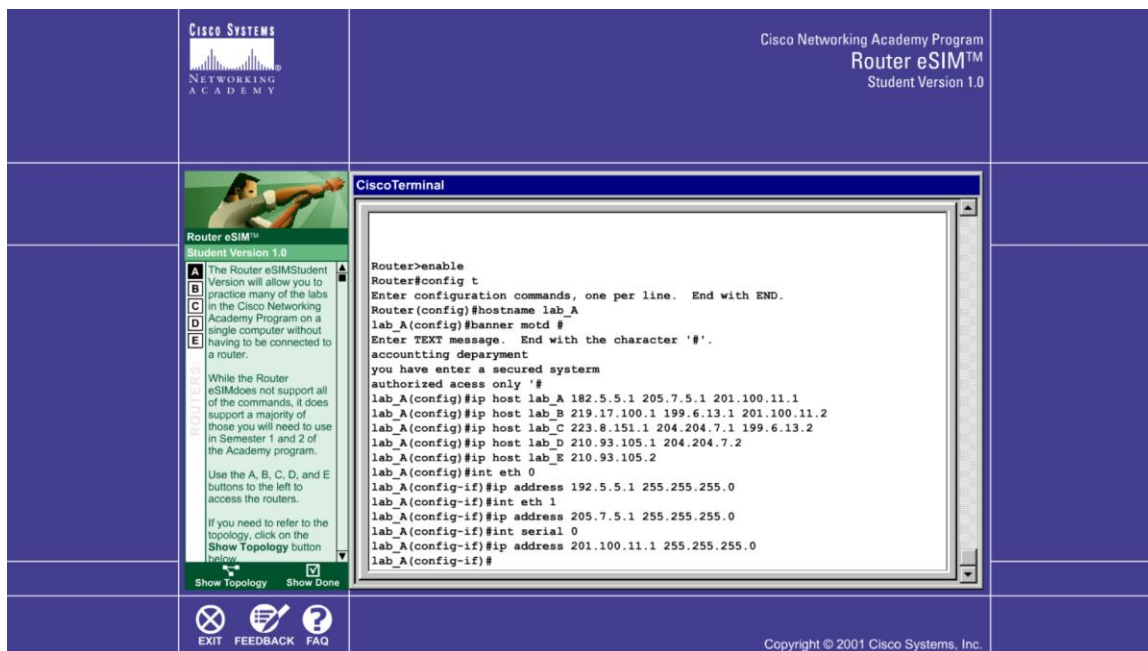 CISCO SYSTEMS
NETWORKING
ACADEMY
Cisco Networking Academy Program
Router eSIM™
Student Version 1.0
Router eSIM™
Student Version 1.0
A
B
C
D
E
ROUTERS:
The Router eSIMStudent
Version will allow you to
practice many of the labs
in the Cisco Networking
Academy Program on a
single computer without
having to be connected to
a router.
While the Router
eSIMdoes not support all
of the commands, it does
support a majority of
those you will need to use
in Semester 1 and 2 of
the Academy program.
Use the A, B, C, D, and E
buttons to the left to
access the routers.
If you need to refer to the
topology, click on the
Show Topology button
below
Show Topology
Show Done
CiscoTerminal
Router>enable
Router#config t
Enter configuration commands, one per line. End with END.
Router(config)#hostname lab_A
lab_A(config)#banner motd #
Enter TEXT message. End with the character '#'.
accountting deparyment
you have enter a secured systerm
authorized acess only '#
lab_A(config)#ip host lab_A 182.5.5.1 205.7.5.1 201.100.11.1
lab_A(config)#ip host lab_B 219.17.100.1 199.6.13.1 201.100.11.2
lab_A(config)#ip host lab_C 223.8.151.1 204.204.7.1 199.6.13.2
lab_A(config)#ip host lab_D 210.93.105.1 204.204.7.2
lab_A(config)#ip host lab_E 210.93.105.2
lab_A(config)#int eth 0
lab_A(config-if)#ip address 192.5.5.1 255.255.255.0
lab_A(config-if)#int eth 1
lab_A(config-if)#ip address 205.7.5.1 255.255.255.0
lab_A(config-if)#int serial 0
lab_A(config-if)#ip address 201.100.11.1 255.255.255.0
lab_A(config-if)#
EXIT
FEEDBACK
FAQ
Copyright © 2001 Cisco Systems, Inc.